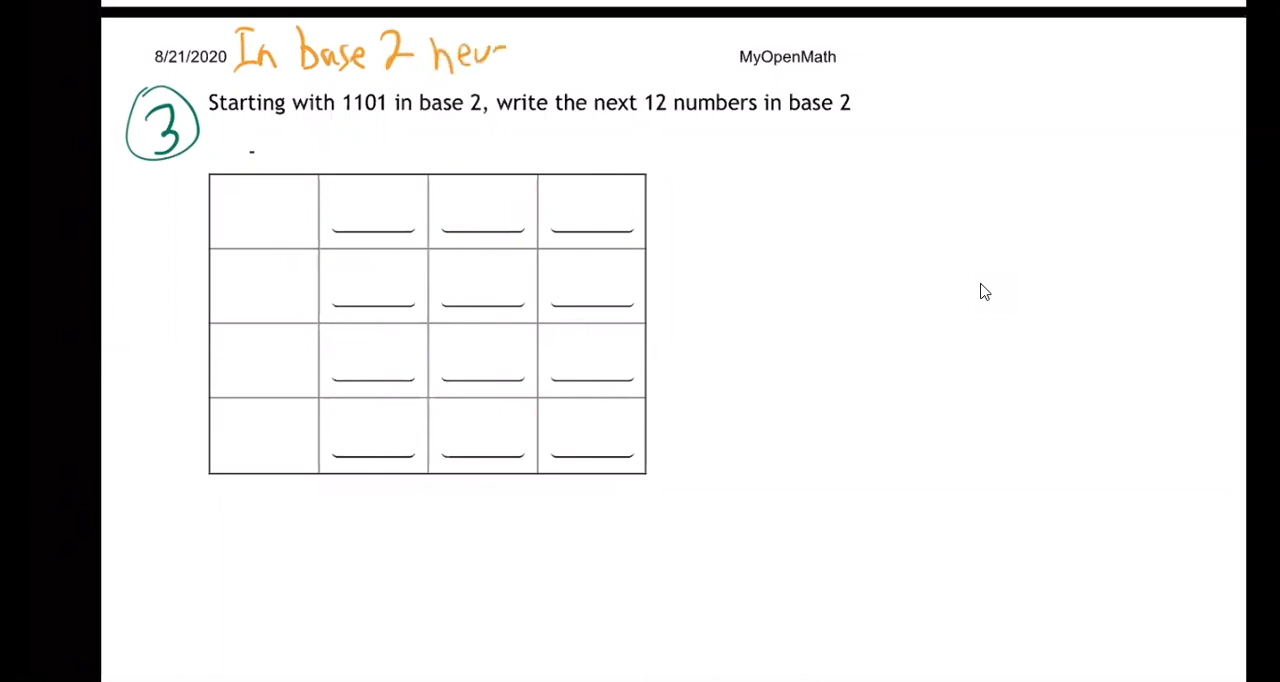 8/21/2020 In base 2 MyOpenMath
3 Starting with 1101 in base 2, write the next 12 numbers in base 2